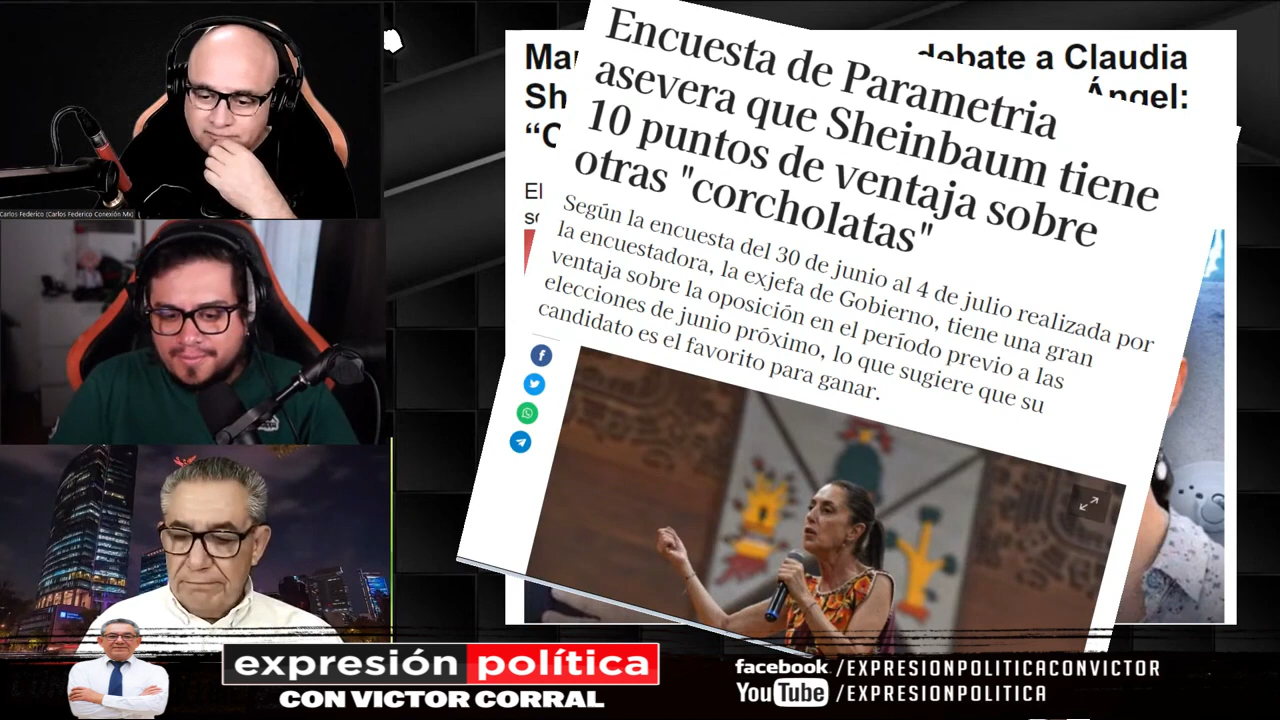 Encuesta de Parametria
asevera que Sheinbaum tiene
10 puntos de ventaja sobre
otras "corcholatas"
Según la encuesta del 30 de junio al 4 de julio realizada por
la encuestadora, la exjefa de Gobierno, tiene una gran
ventaja sobre la oposición en el período previo a las
elecciones de junio próximo, lo que sugiere que su
candidato es el favorito para ganar.
debate a Claudia
Ángel:
El
Carlos Federico (Carlos Federico Conexión Mx)
expresión política
CON VICTOR CORRAL
facebook /EXPRESIONPOLITICACONVICTOR
YouTube /EXPRESIONPOLITICA